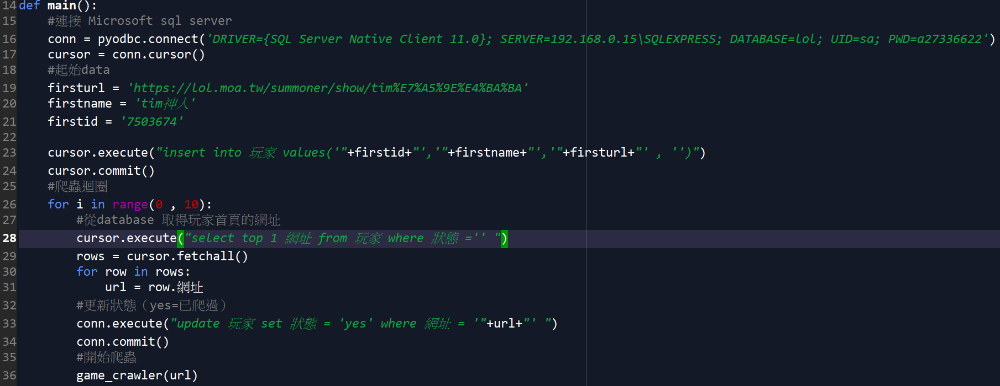 14 def main():
15     #連接 Microsoft sql server
16     conn = pyodbc.connect('DRIVER={SQL Server Native Client 11.0}; SERVER=192.168.0.15\SQLEXPRESS; DATABASE=lol; UID=sa; PWD=a27336622')
17     cursor = conn.cursor()
18     #起始data
19     firsturl = 'https://lol.moa.tw/summoner/show/tim%E7%A5%9E%E4%BA%BA'
20     firstname = 'tim神人'
21     firstid = '7503674'
22
23     cursor.execute("insert into 玩家 values('"+firstid+"','"+firstname+"','"+firsturl+"' ,  '')")
24     cursor.commit()
25     #爬蟲迴圈
26     for i in range(0 , 10):
27         #從database 取得玩家首頁的網址
28         cursor.execute("select top 1 網址 from 玩家 where 狀態 ='' ")
29         rows = cursor.fetchall()
30         for row in rows:
31             url = row.網址
32         #更新狀態（yes=已爬過）
33         conn.execute("update 玩家 set 狀態 = 'yes' where 網址 = '"+url+"' ")
34         conn.commit()
35         #開始爬蟲
36         game_crawler(url)